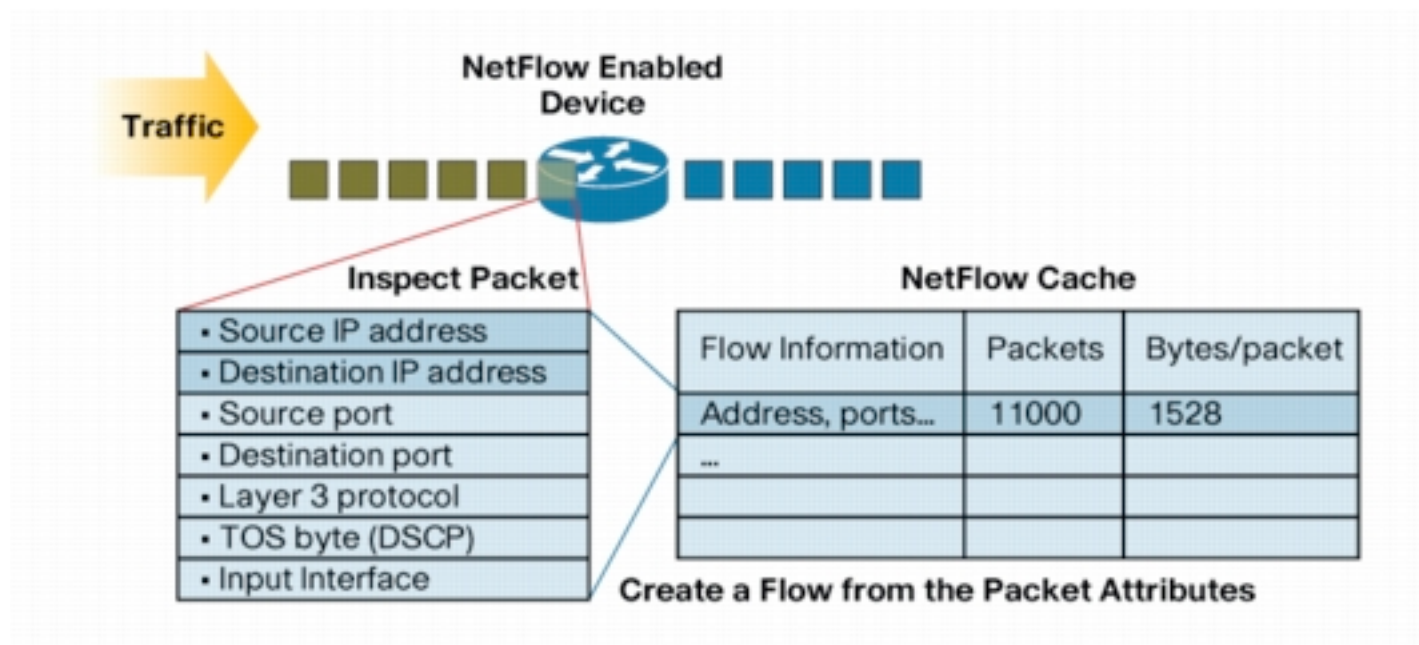 NetFlow Enabled
Device
Traffic
Inspect Packet
• Source IP address
• Destination IP address
• Source port
• Destination port
• Layer 3 protocol
• TOS byte (DSCP)
• Input Interface
NetFlow Cache
Flow Information Packets Bytes/packet
Address, ports... 11000 1528
...
Create a Flow from the Packet Attributes